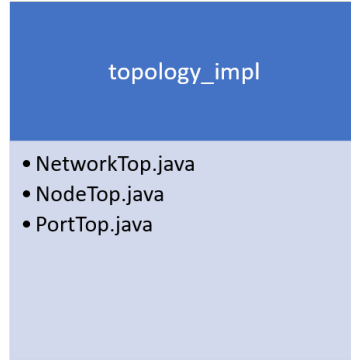 topology_impl
• NetworkTop.java
• NodeTop.java
• PortTop.java